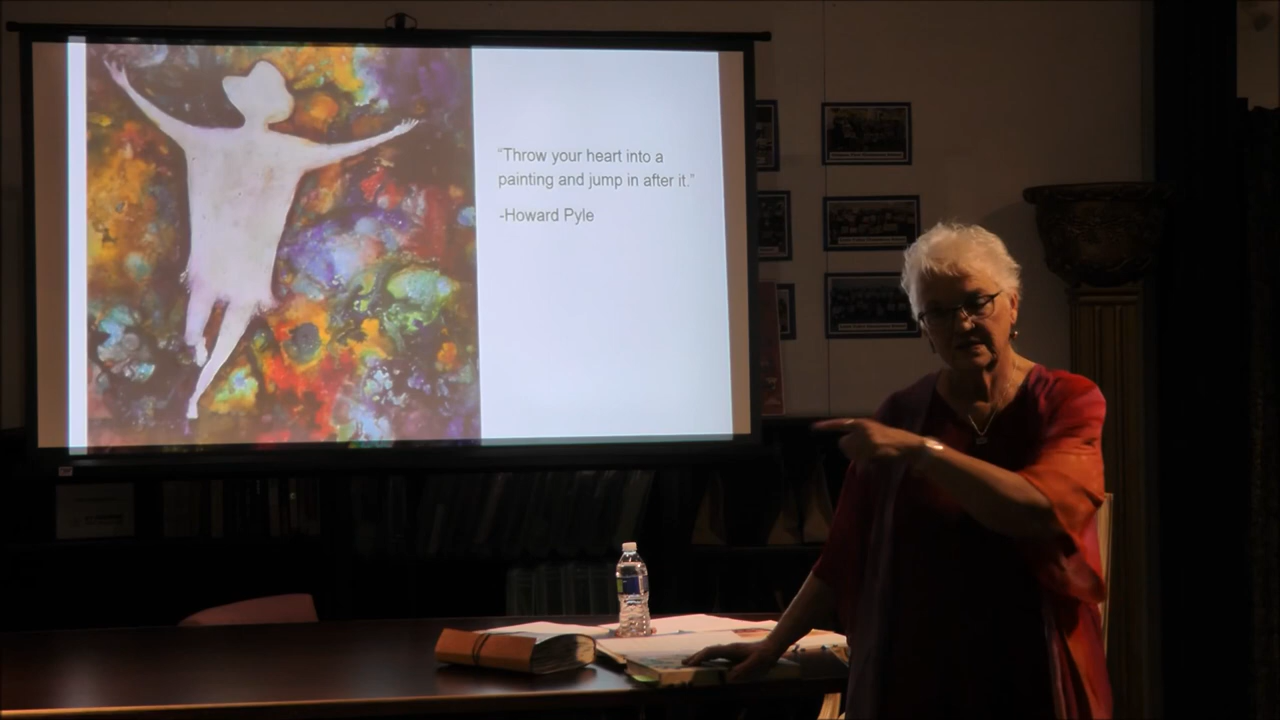 “Throw your heart into a
painting and jump in after it.”
-Howard Pyle